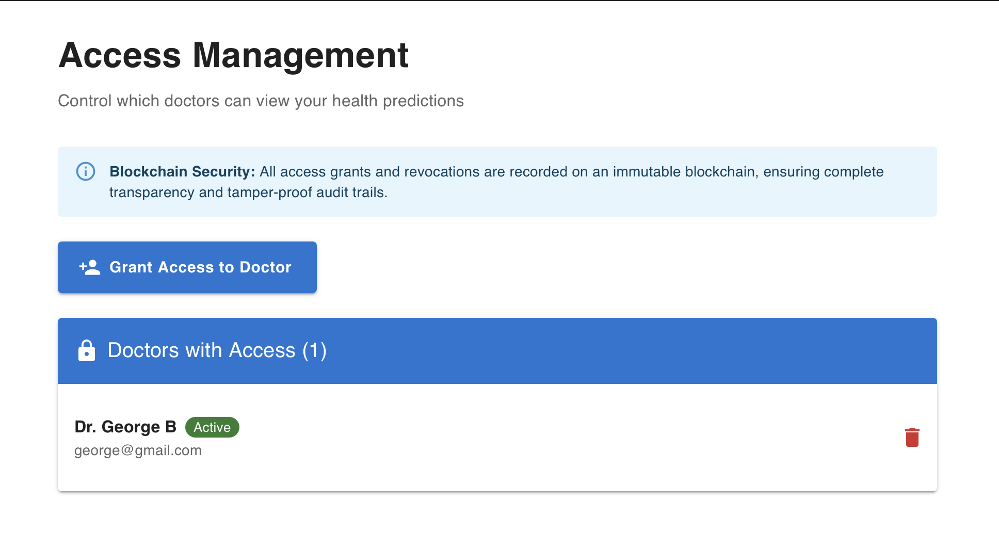 Access Management
Control which doctors can view your health predictions
Blockchain Security: All access grants and revocations are recorded on an immutable blockchain, ensuring complete
transparency and tamper-proof audit trails.
Grant Access to Doctor
Doctors with Access (1)
Dr. George B Active
george@gmail.com